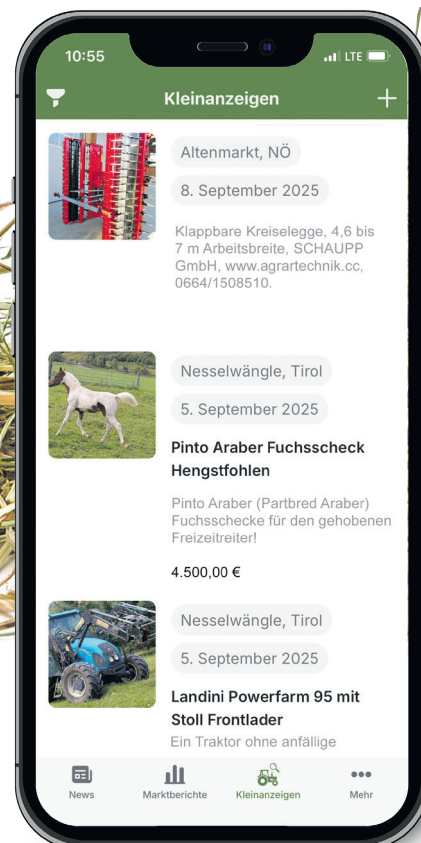 10:55
LTE
Kleinanzeigen
Altenmarkt, NÖ
8. September 2025
Klappbare Kreiselegge, 4,6 bis
7 m Arbeitsbreite, SCHAUPP
GmbH, www.agrartechnik.cc,
0664/1508510.
Nesselwängle, Tirol
5. September 2025
Pinto Araber Fuchsscheck
Hengstfohlen
Pinto Araber (Partbred Araber)
Fuchsschecke für den gehobenen
Freizeitreiter!
4.500,00 €
Nesselwängle, Tirol
5. September 2025
Landini Powerfarm 95 mit
Stoll Frontlader
Ein Traktor ohne anfällige
News
Marktberichte
Kleinanzeigen
Mehr